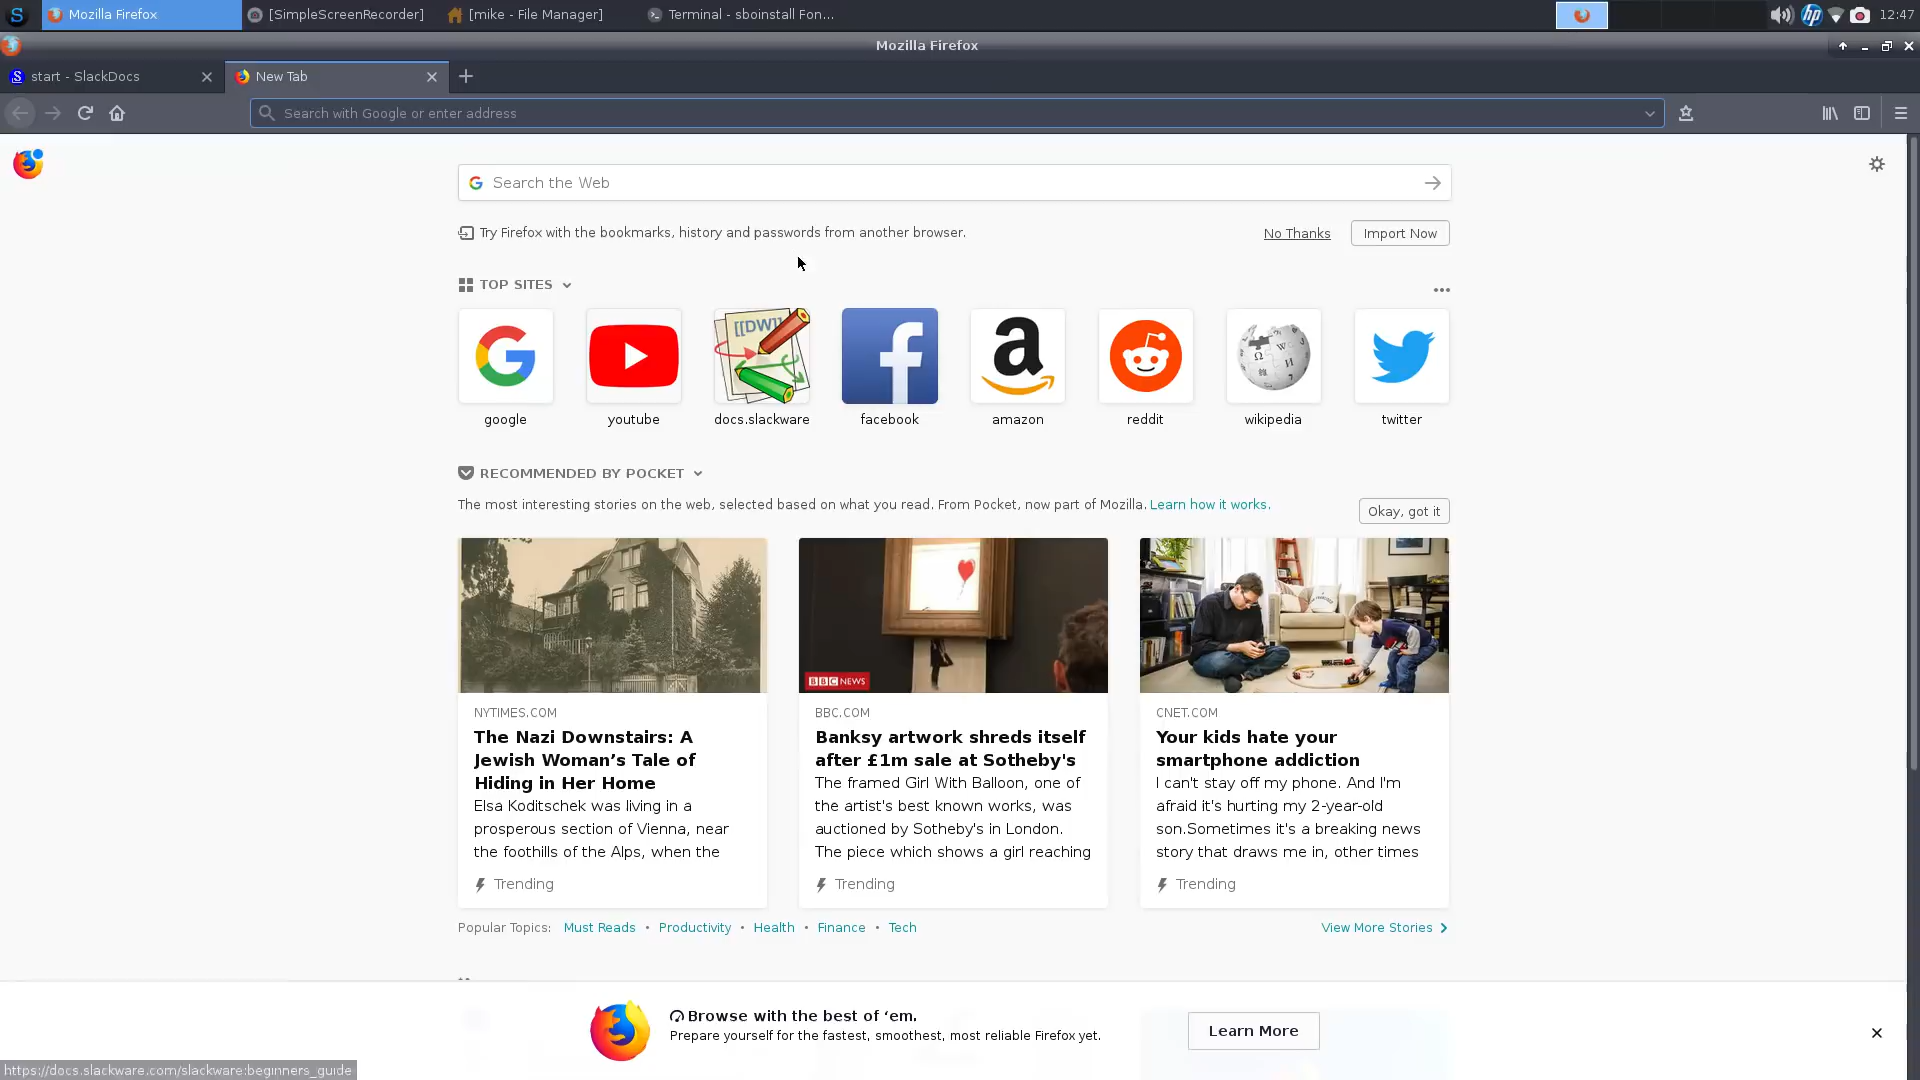 Mozilla Firefox
[SimpleScreenRecorder]
[mike - File Manager]
Terminal - sboinstall Fon...
12:47
Mozilla Firefox
start - SlackDocs
New Tab
Search with Google or enter address
Search the Web
Try Firefox with the bookmarks, history and passwords from another browser.
No Thanks
Import Now
TOP SITES
[[DW]]
google
youtube
docs.slackware
facebook
amazon
reddit
wikipedia
twitter
RECOMMENDED BY POCKET
The most interesting stories on the web, selected based on what you read. From Pocket, now part of Mozilla. Learn how it works.
Okay, got it
BBC NEWS
NYTIMES.COM
The Nazi Downstairs: A
Jewish Woman’s Tale of
Hiding in Her Home
Elsa Koditschek was living in a
prosperous section of Vienna, near
the foothills of the Alps, when the
Trending
BBC.COM
Banksy artwork shreds itself
after £1m sale at Sotheby's
The framed Girl With Balloon, one of
the artist's best known works, was
auctioned by Sotheby's in London.
The piece which shows a girl reaching
Trending
CNET.COM
Your kids hate your
smartphone addiction
I can't stay off my phone. And I'm
afraid it's hurting my 2-year-old
son.Sometimes it's a breaking news
story that draws me in, other times
Trending
Popular Topics: Must Reads • Productivity • Health • Finance • Tech
View More Stories
Browse with the best of ‘em.
Prepare yourself for the fastest, smoothest, most reliable Firefox yet.
Learn More
https://docs.slackware.com/slackware:beginners_guide